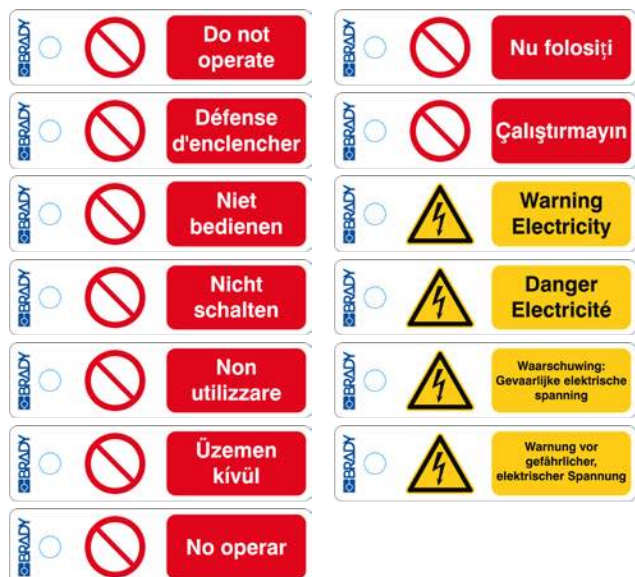 BRADY
Do not
operate
BRADY
Défense
d'enclencher
BRADY
Niet
bedienen
BRADY
Nicht
schalten
BRADY
Non
utilizzare
BRADY
Üzemen
kívül
BRADY
No operar
BRADY
Nu folosiţi
BRADY
Çalıştırmayın
BRADY
Warning
Electricity
BRADY
Danger
Electricité
BRADY
Waarschuwing:
Gevaarlijke elektrische
spanning
BRADY
Warnung vor
gefährlicher,
elektrischer Spannung